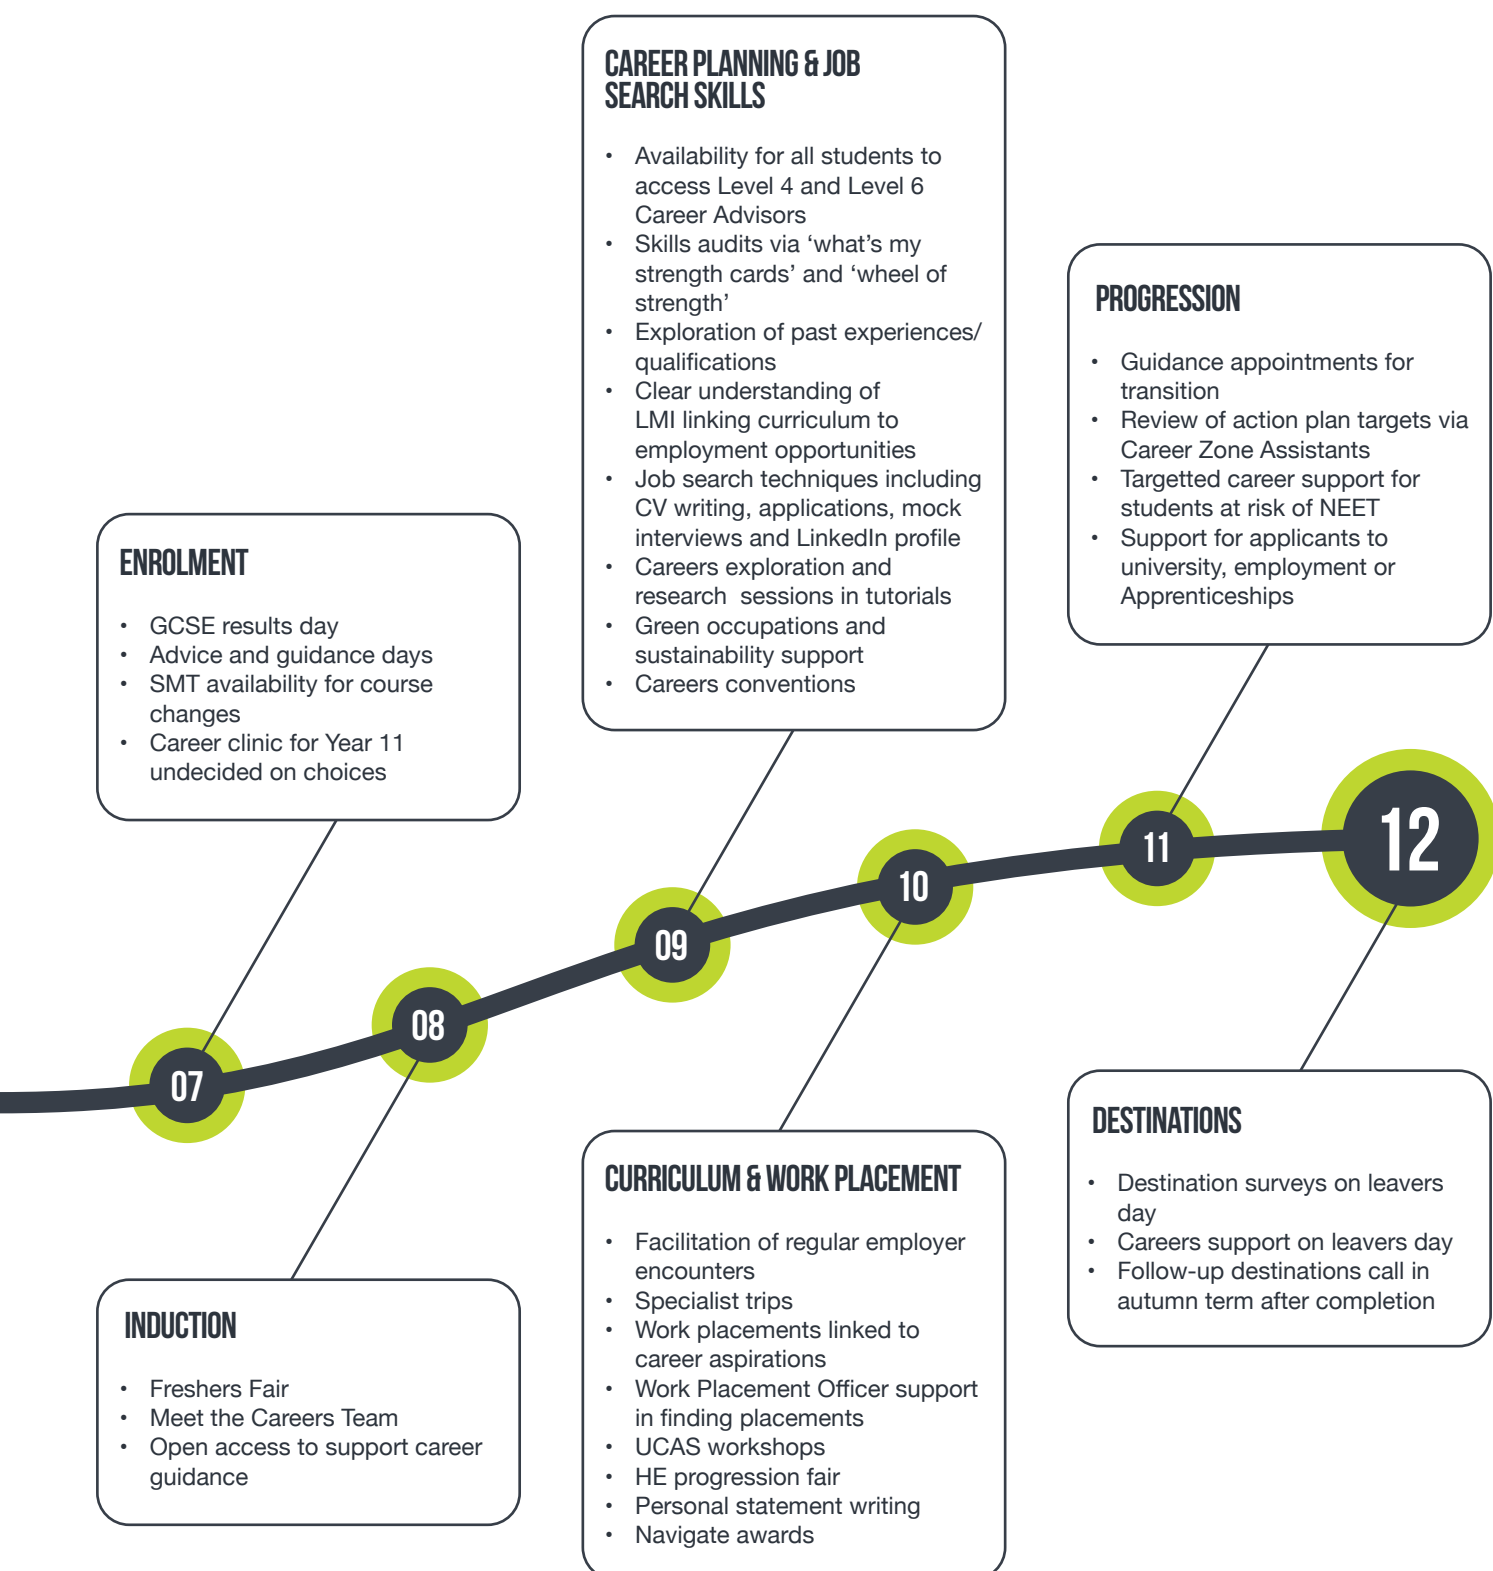 CAREER PLANNING & JOB
SEARCH SKILLS
• Availability for all students to
access Level 4 and Level 6
Career Advisors
• Skills audits via ‘what’s my
strength cards’ and ‘wheel of
strength’
• Exploration of past experiences/
qualifications
• Clear understanding of
LMI linking curriculum to
employment opportunities
• Job search techniques including
CV writing, applications, mock
interviews and LinkedIn profile
• Careers exploration and
research sessions in tutorials
• Green occupations and
sustainability support
• Careers conventions
PROGRESSION
• Guidance appointments for
transition
• Review of action plan targets via
Career Zone Assistants
• Targetted career support for
students at risk of NEET
• Support for applicants to
university, employment or
Apprenticeships
ENROLMENT
• GCSE results day
• Advice and guidance days
• SMT availability for course
changes
• Career clinic for Year 11
undecided on choices
07
08
09
10
11
12
INDUCTION
• Freshers Fair
• Meet the Careers Team
• Open access to support career
guidance
CURRICULUM & WORK PLACEMENT
• Facilitation of regular employer
encounters
• Specialist trips
• Work placements linked to
career aspirations
• Work Placement Officer support
in finding placements
• UCAS workshops
• HE progression fair
• Personal statement writing
• Navigate awards
DESTINATIONS
• Destination surveys on leavers
day
• Careers support on leavers day
• Follow-up destinations call in
autumn term after completion